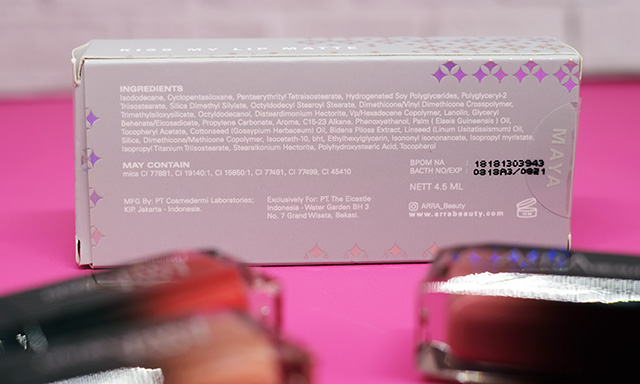 KISS MY LIP MATTE
INGREDIENTS
Isododecane, Cyclopentasiloxane, Pentaerythrityl Tetraisostearate, Hydrogenated Soy Polyglycerides, Polyglyceryl-2
Triisostearate, Silica Dimethyl Silylate, Octyldodecyl Stearoyl Stearate, Dimethicone/Vinyl Dimethicone Crosspolymer,
Trimethylsiloxysilicate, Octyldodecanol, Disteardimonium Hectorite, Vp/Hexadecene Copolymer, Lanolin, Glyceryl
Behenate/Eicosadioate, Propylene Carbonate, Aroma, C15-23 Alkane, Phenoxyethanol, Palm ( Elaeis Guineensis ) Oil,
Tocopheryl Acetate, Cottonseed (Gossypium Herbaceum) Oil, Bidens Pilosa Extract, Linseed (Linum Usitatissimum) Oil,
Silica, Dimethicone/Methicone Copolymer, Isoceteth-10, bht, Ethylhexylglycerin, isononyl isononanoate, Isopropyl myristate,
Isopropyl Titanium Triisostearate, Stearalkonium Hectorite, Polyhydroxystearic Acid, Tocopherol
MAY CONTAIN
mica CI 77891, CI 19140:1, CI 15850:1, CI 77491, CI 77499, CI 45410
MFG By: PT Cosmedermi Laboratories;
KIP. Jakarta - Indonesia.
Exclusively For: PT. The Elcastle
Indonesia - Water Garden BH 3
No. 7 Grand Wisata, Bekasi.
BPOM NA : 18181303943
BACTH NO/EXP : 0818A3/0821
NETT 4.5 ML
ARRA_Beauty
www.arrabeauty.com
MAYA